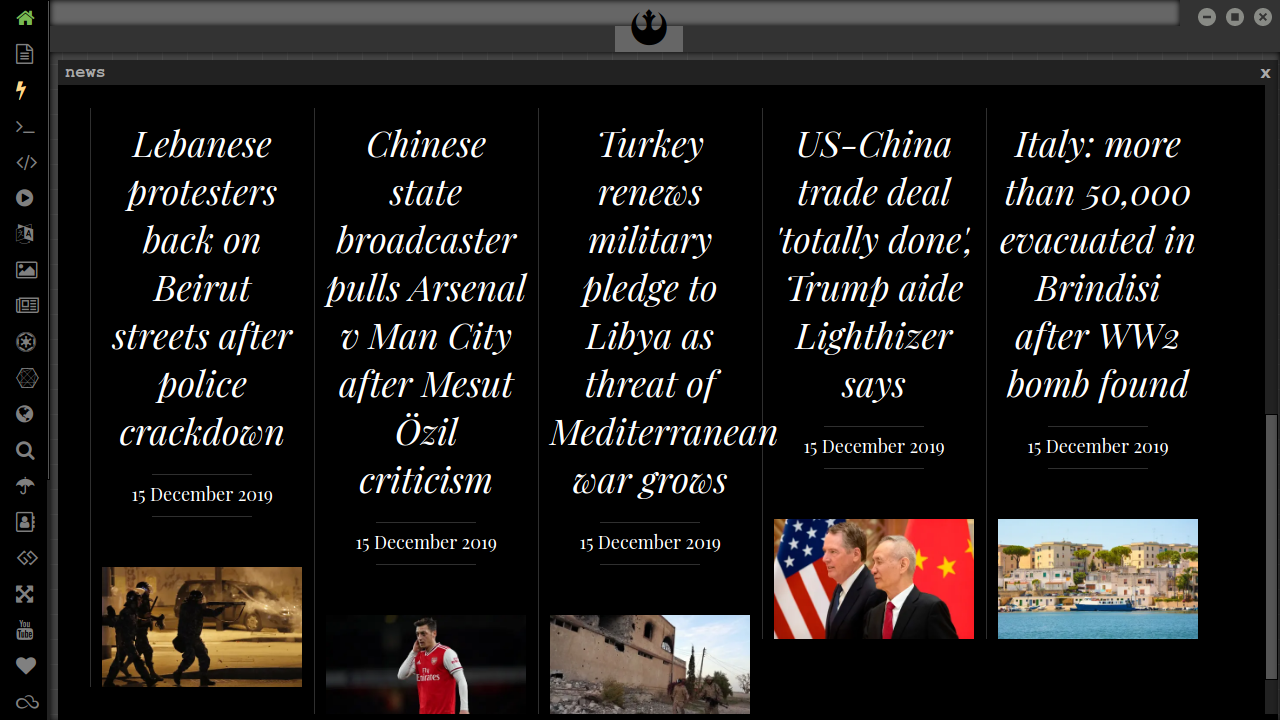 news
x
Lebanese
protesters
back on
Beirut
streets after
police
crackdown
15 December 2019
Chinese
state
broadcaster
pulls Arsenal
v Man City
after Mesut
Özil
criticism
15 December 2019
Turkey
renews
military
pledge to
Libya as
threat of
Mediterranean
war grows
15 December 2019
US-China
trade deal
'totally done',
Trump aide
Lighthizer
says
15 December 2019
Italy: more
than 50,000
evacuated in
Brindisi
after WW2
bomb found
15 December 2019
You
Tube
Fly
Emirates